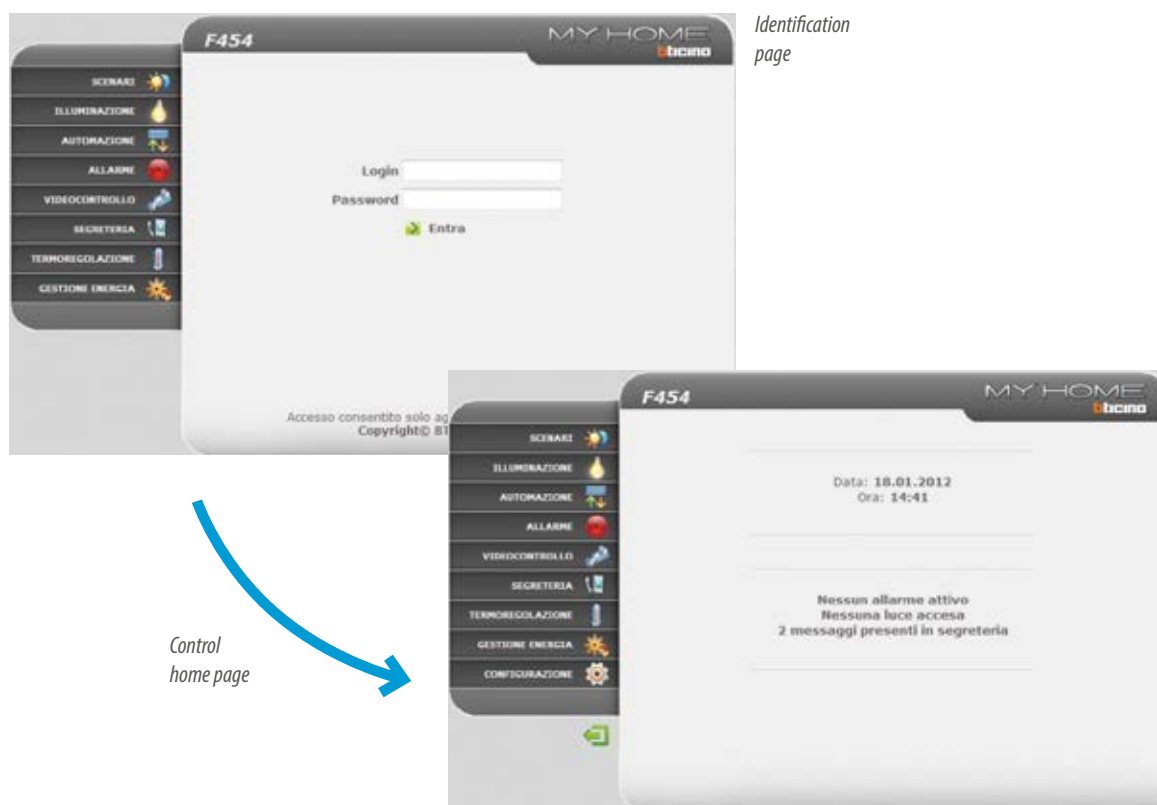 Identification
page
F454
MY HOME
bticino
SCENARI
ILLUMINAZIONE
AUTOMAZIONE
ALLARME
VIDEOCONTROLLO
SEGRETERIA
TERMOREGOLAZIONE
GESTIONE ENERGIA
Login
Password
Entra
Accesso consentito solo ag
Copyright© BT
Control
home page
F454
MY HOME
bticino
SCENARI
ILLUMINAZIONE
AUTOMAZIONE
ALLARME
VIDEOCONTROLLO
SEGRETERIA
TERMOREGOLAZIONE
GESTIONE ENERGIA
CONFIGURAZIONE
Data: 18.01.2012
Ora: 14:41
Nessun allarme attivo
Nessuna luce accesa
2 messaggi presenti in segreteria